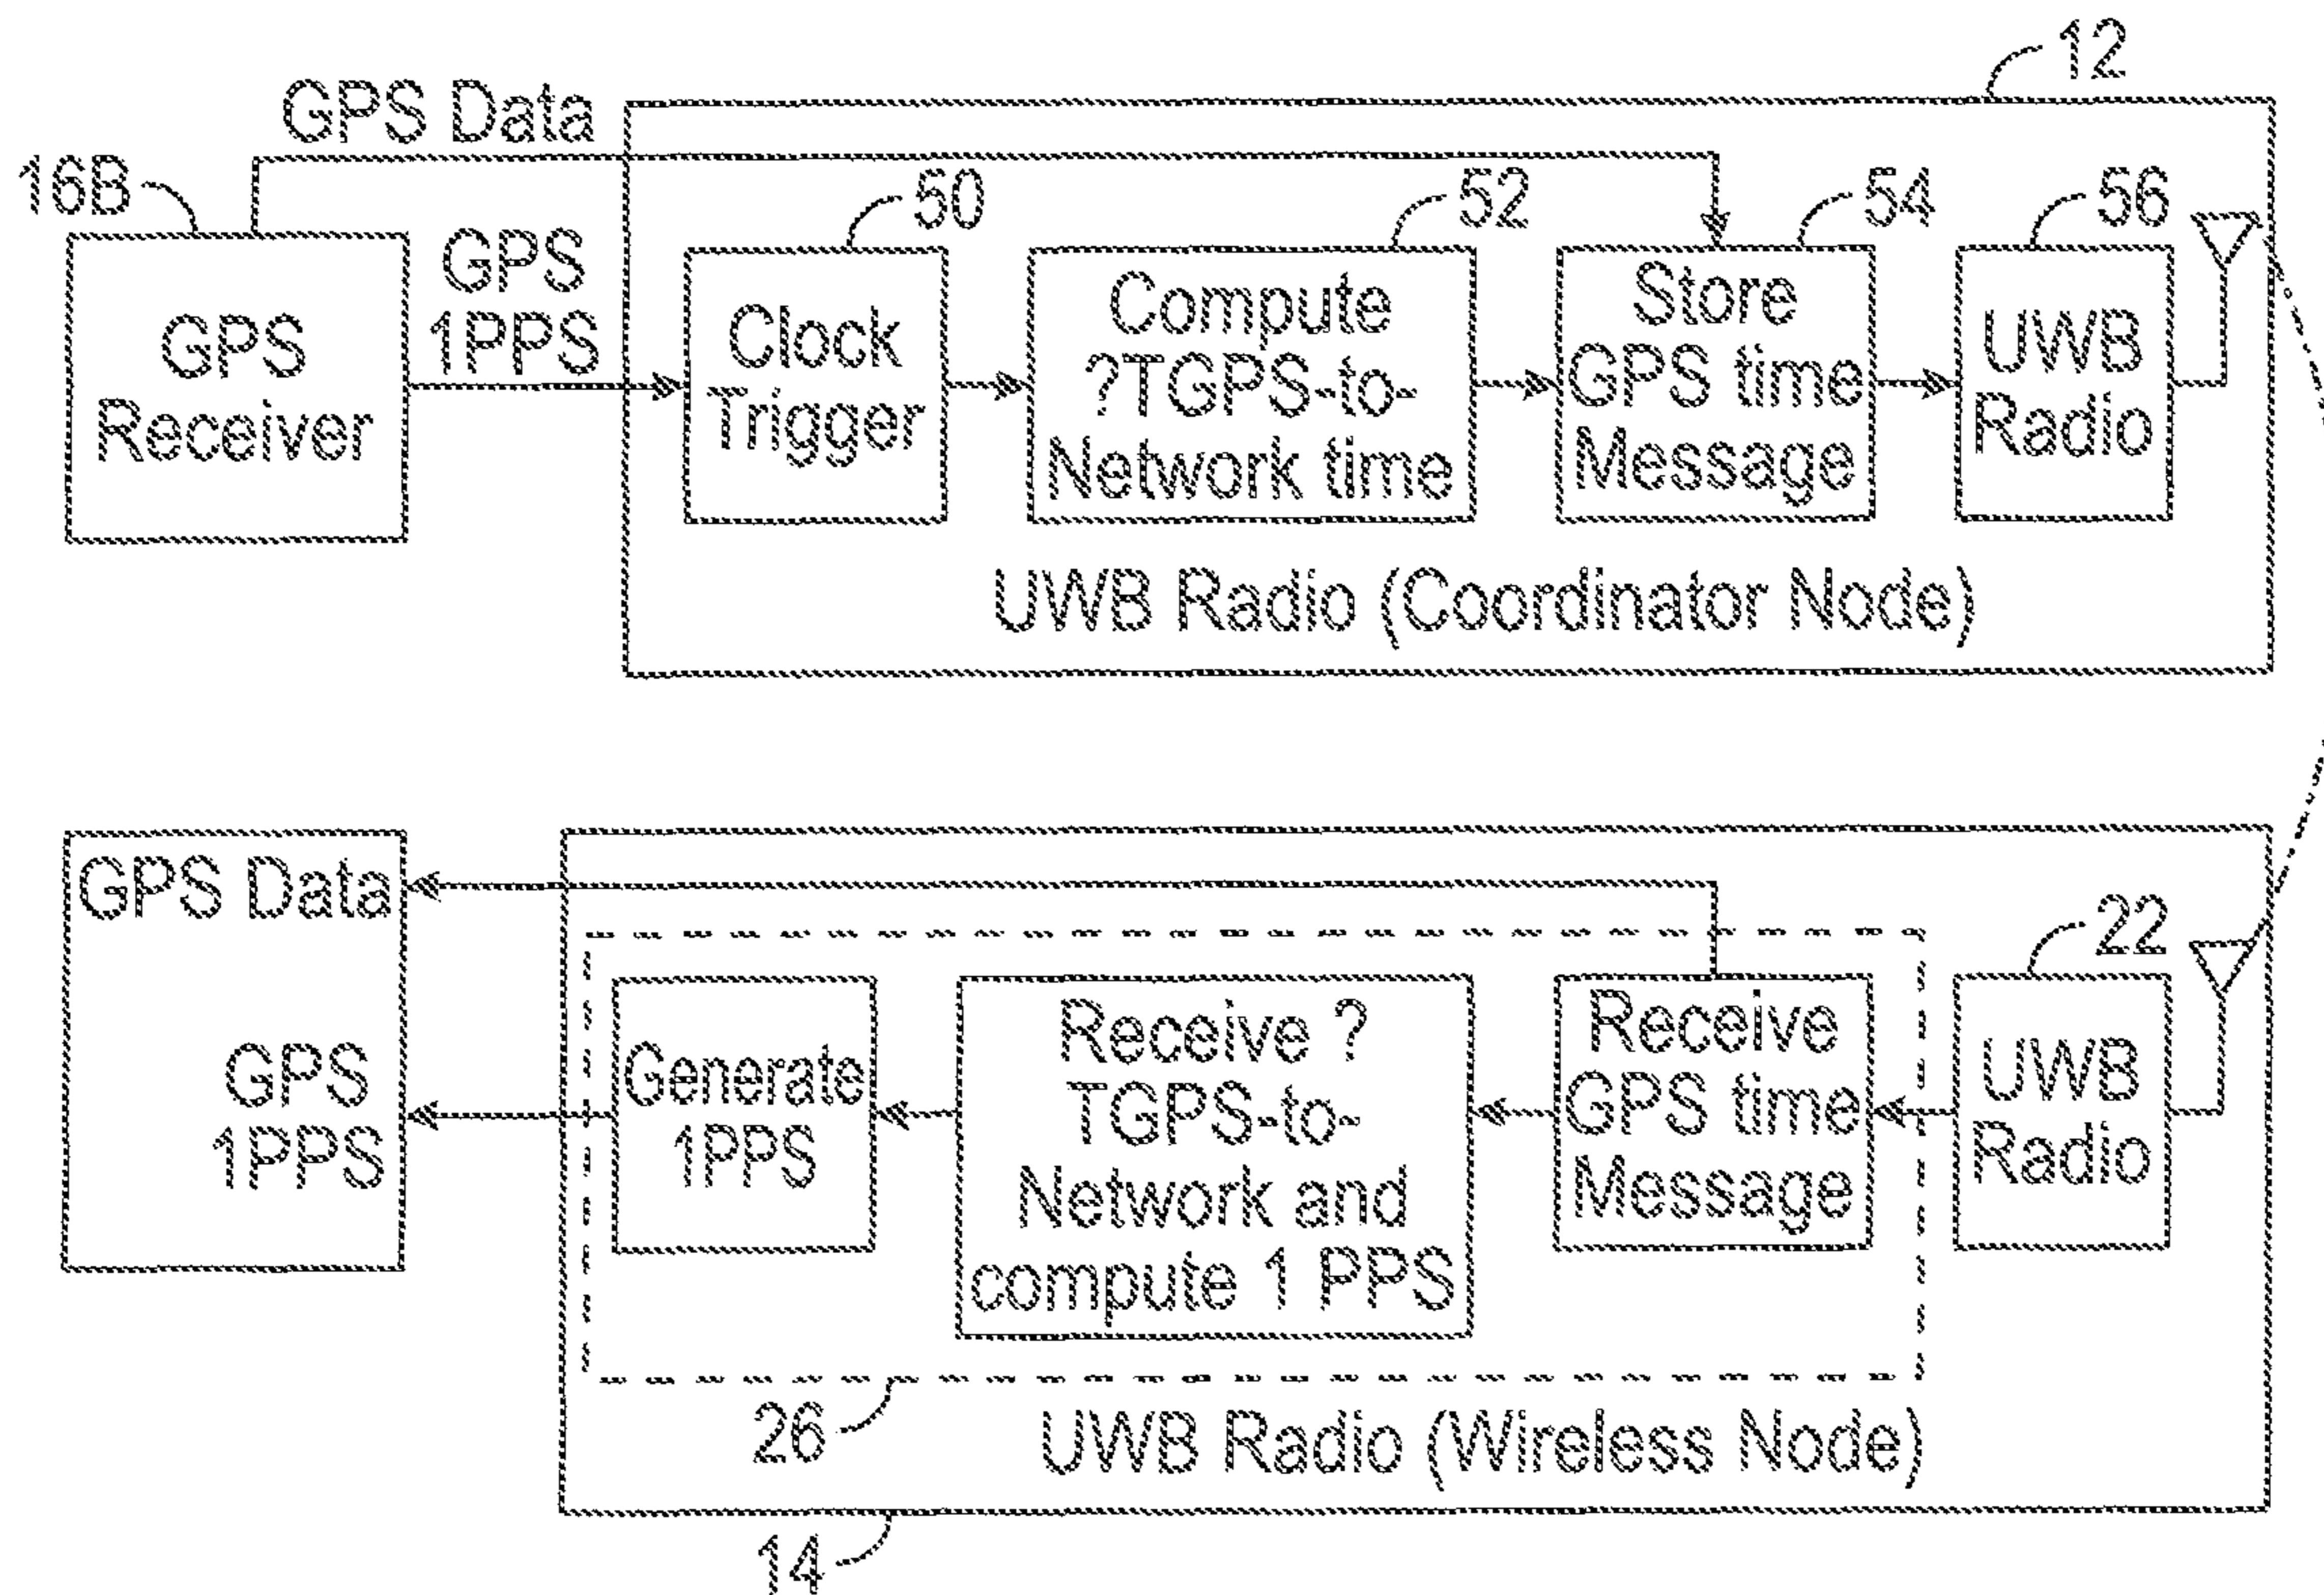 12
GPS Data
16B
50
52
54
56
GPS
1PPS
GPS
Receiver
Clock
Trigger
Compute
?TGPS-to-
Network time
Store
GPS time
Message
UWB
Radio
UWB Radio (Coordinator Node)
GPS Data
GPS
1PPS
22
Generate
1PPS
Receive ?
TGPS-to-
Network and
compute 1 PPS
Receive
GPS time
Message
UWB
Radio
26
UWB Radio (Wireless Node)
14